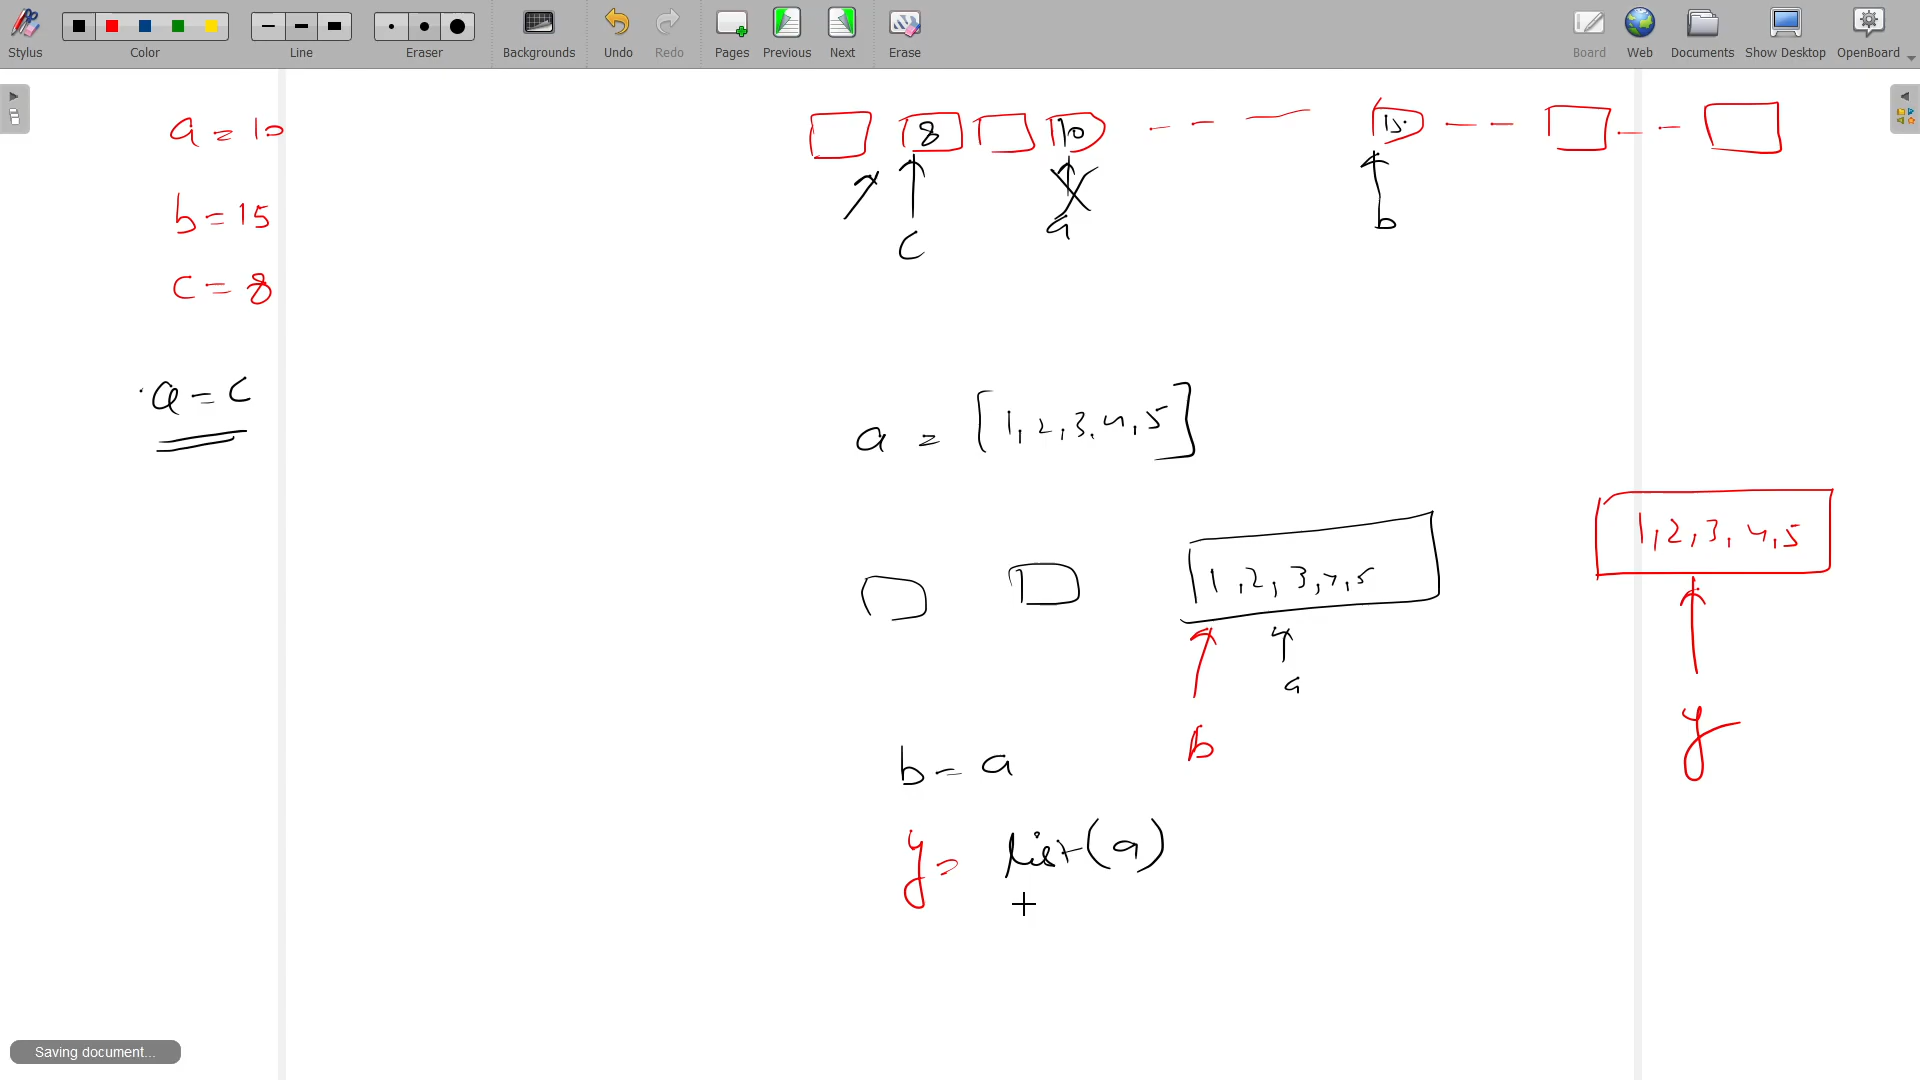 Stylus
Color
Line
Eraser
Backgrounds
Undo
Redo
Pages
Previous
Next
Erase
Board
Web
Documents
Show Desktop
OpenBoard
a = 10
b = 15
c = 8
a = c
8
10
15
c
a
b
a = [1, 2, 3, 4, 5]
1, 2, 3, 4, 5
b
a
1, 2, 3, 4, 5
y
b = a
y = list(a)
Saving document...